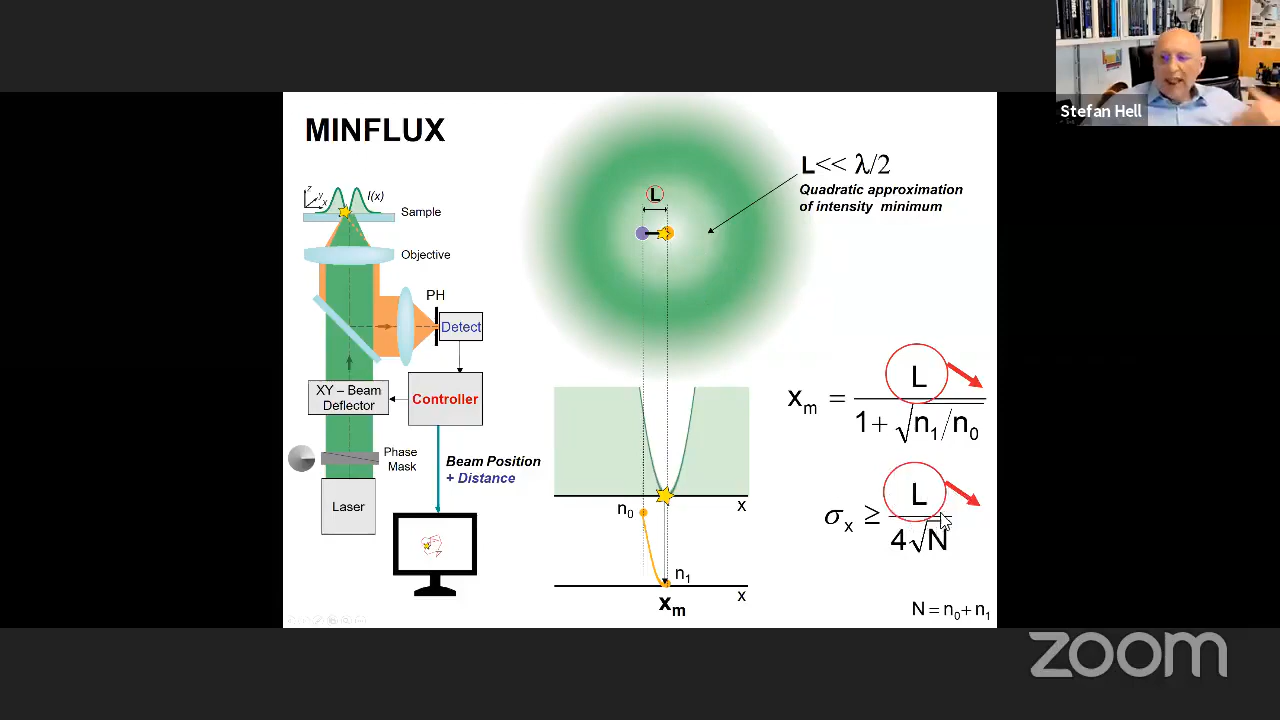 Stefan Hell
MINFLUX
z
y
x
I(x)
Sample
Objective
PH
Detect
XY – Beam
Deflector
Controller
Phase
Mask
Laser
Beam Position
+ Distance
L
L<< λ/2
Quadratic approximation
of intensity minimum
x
n0
n1
x
xm
xm = L / 1+ √n1/n0
σx ≥ L / 4√N
N = n0+ n1
zoom